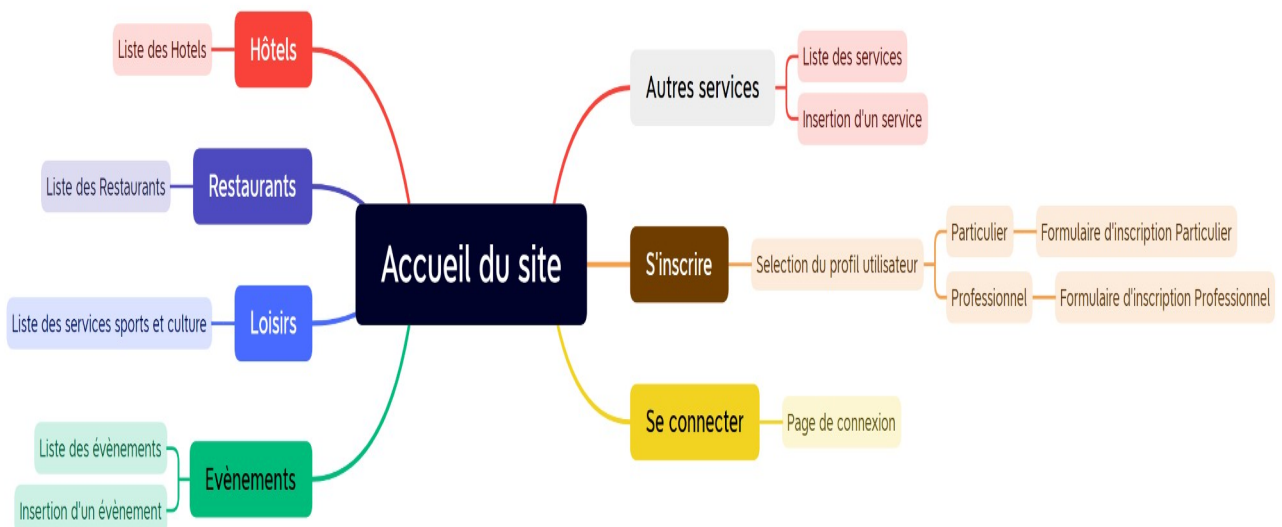 Accueil du site
Hôtels
Liste des Hotels
Restaurants
Liste des Restaurants
Loisirs
Liste des services sports et culture
Evènements
Liste des évènements
Insertion d'un évènement
Autres services
Liste des services
Insertion d'un service
S'inscrire
Selection du profil utilisateur
Particulier
Formulaire d'inscription Particulier
Professionnel
Formulaire d'inscription Professionnel
Se connecter
Page de connexion